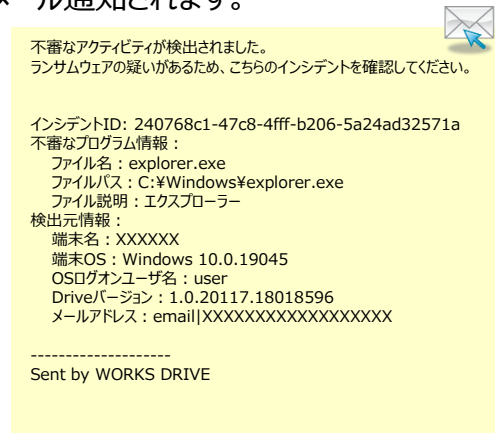 ール通知されます。
不審なアクティビティが検出されました。
ランサムウェアの疑いがあるため、こちらのインシデントを確認してください。
インシデントID: 240768c1-47c8-4fff-b206-5a24ad32571a
不審なプログラム情報：
ファイル名：explorer.exe
ファイルパス：C:¥Windows¥explorer.exe
ファイル説明：エクスプローラー
検出元情報：
端末名：XXXXXX
端末OS：Windows 10.0.19045
OSログオンユーザ名：user
Driveバージョン：1.0.20117.18018596
メールアドレス：email|XXXXXXXXXXXXXXXXXX
--------------------
Sent by WORKS DRIVE